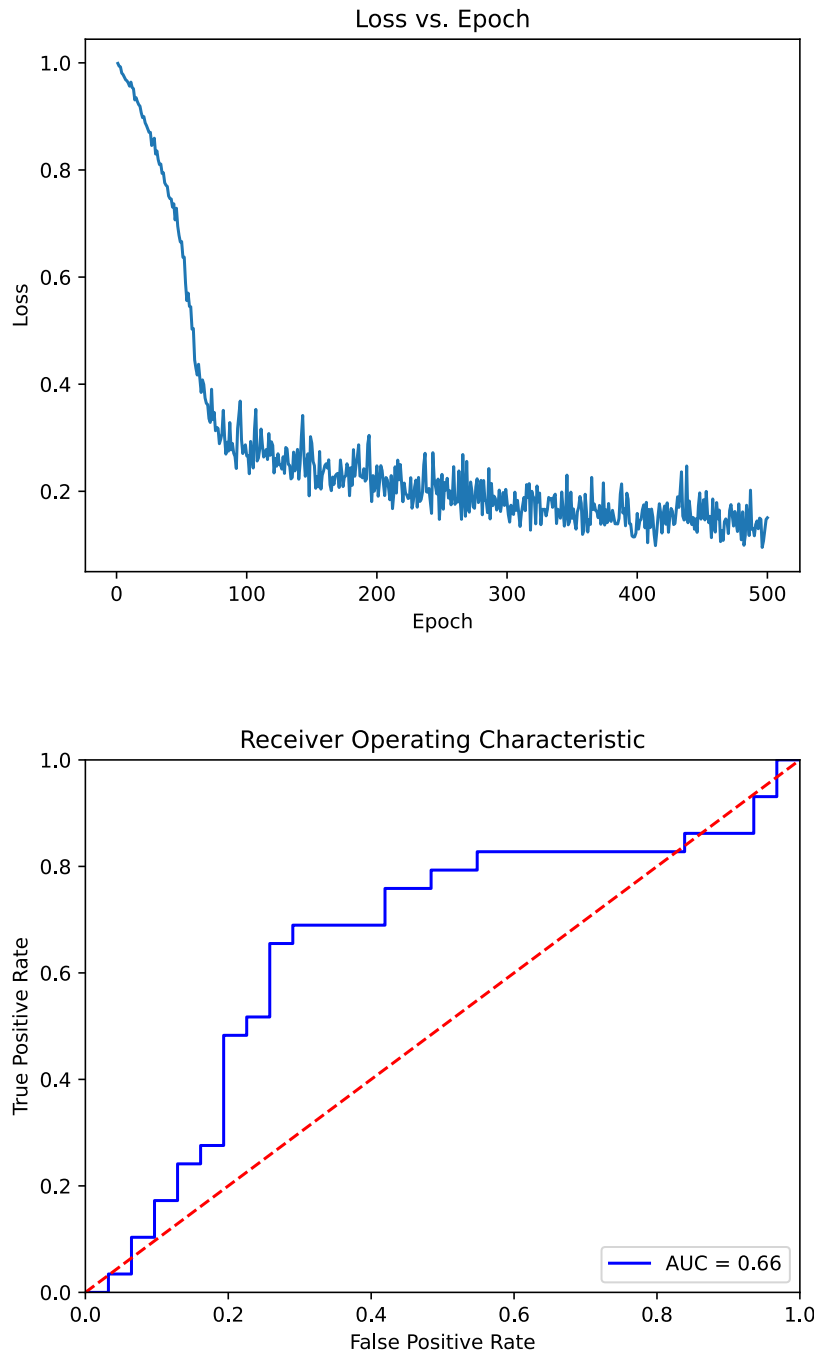 Loss vs. Epoch
1.0
0.8
0.6
0.4
0.2
Loss
0 100 200 300 400 500
Epoch
Receiver Operating Characteristic
1.0
0.8
0.6
0.4
0.2
0.0
True Positive Rate
AUC = 0.66
0.0 0.2 0.4 0.6 0.8 1.0
False Positive Rate